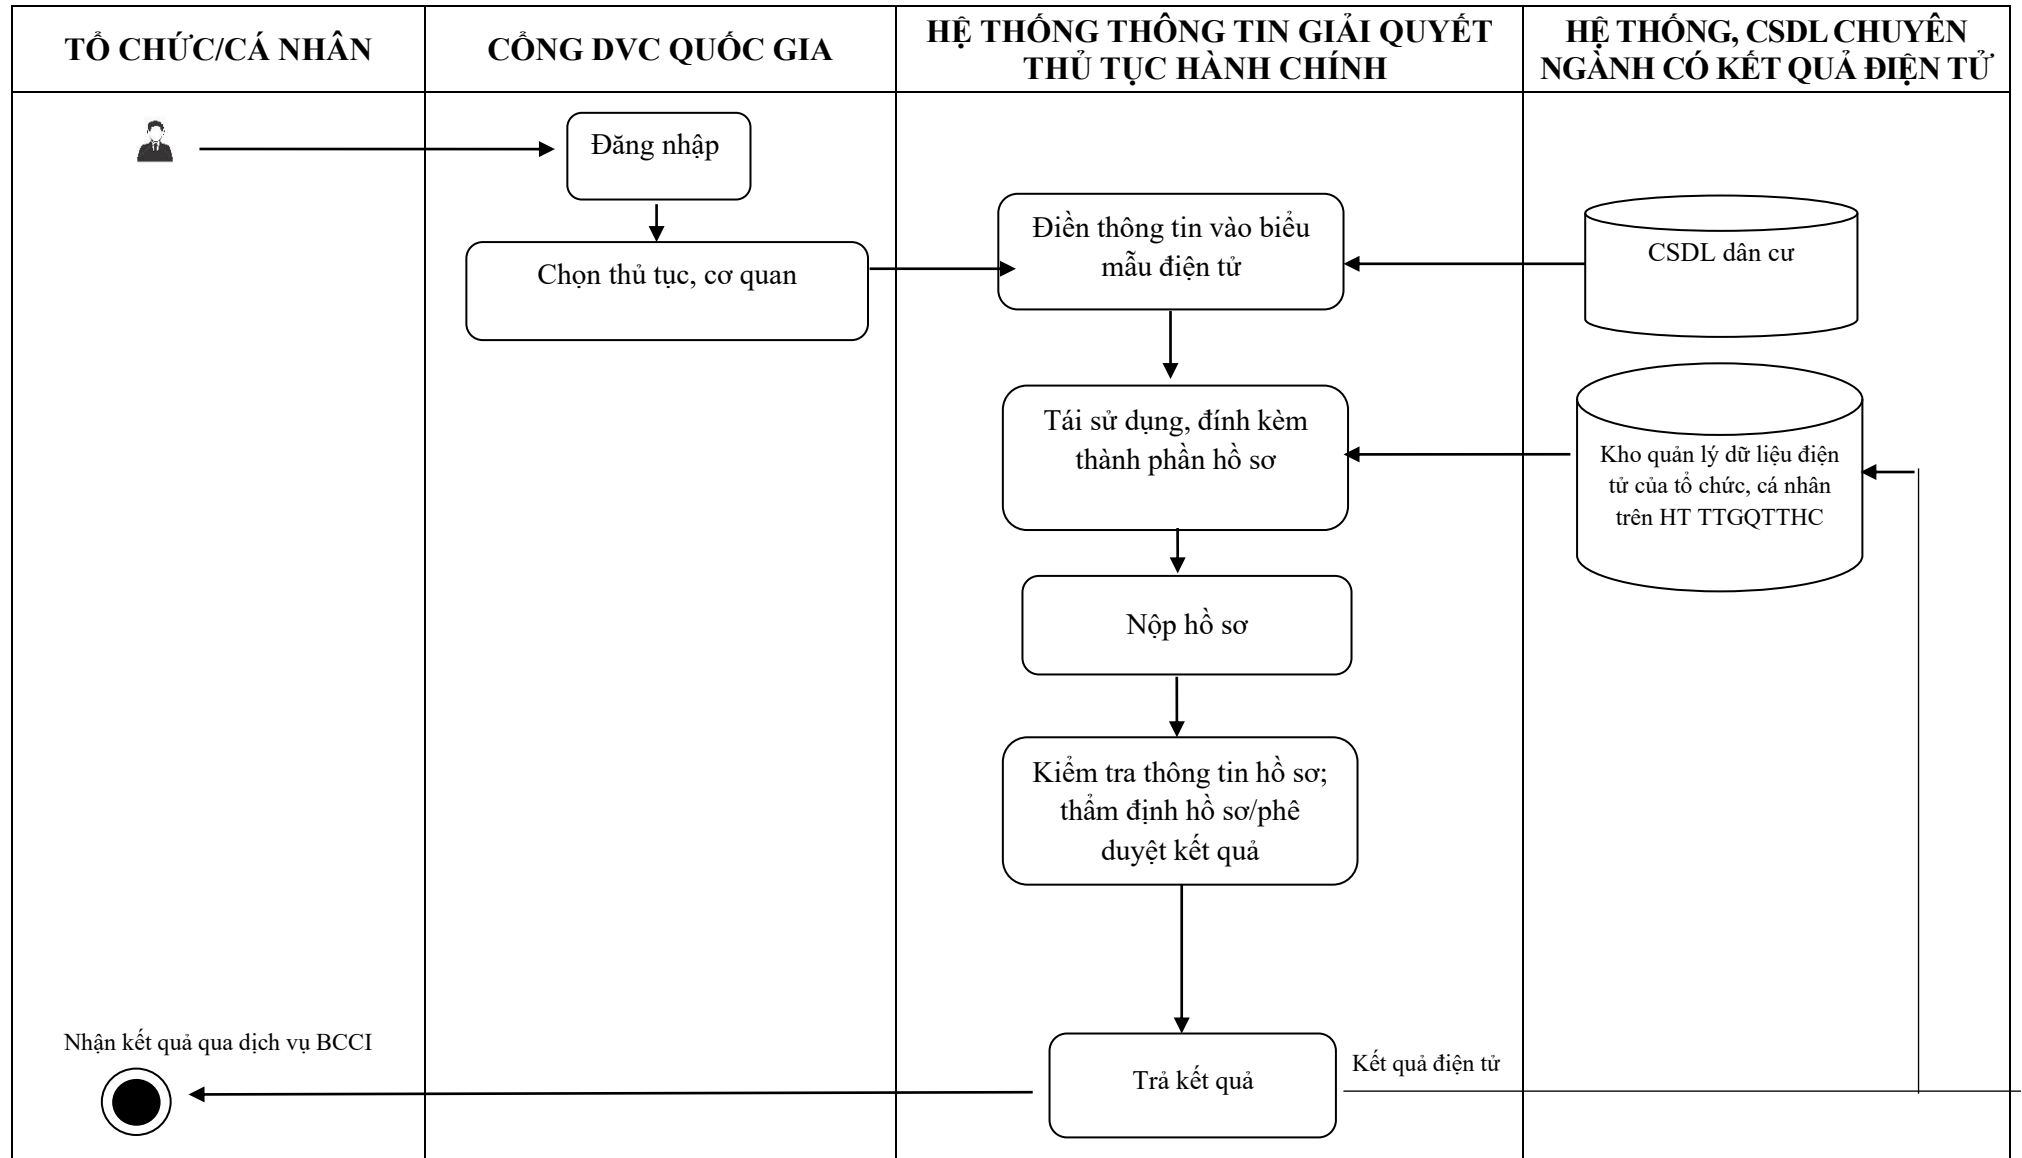 TỔ CHỨC/CÁ NHÂN
CỔNG DVC QUỐC GIA
HỆ THỐNG THÔNG TIN GIẢI QUYẾT
THỦ TỤC HÀNH CHÍNH
HỆ THỐNG, CSDL CHUYÊN
NGÀNH CÓ KẾT QUẢ ĐIỆN TỬ
Đăng nhập
Chọn thủ tục, cơ quan
Điền thông tin vào biểu
mẫu điện tử
CSDL dân cư
Tái sử dụng, đính kèm
thành phần hồ sơ
Kho quản lý dữ liệu điện
tử của tổ chức, cá nhân
trên HT TTGQTTHC
Nộp hồ sơ
Kiểm tra thông tin hồ sơ;
thẩm định hồ sơ/phê
duyệt kết quả
Nhận kết quả qua dịch vụ BCCI
Trả kết quả
Kết quả điện tử